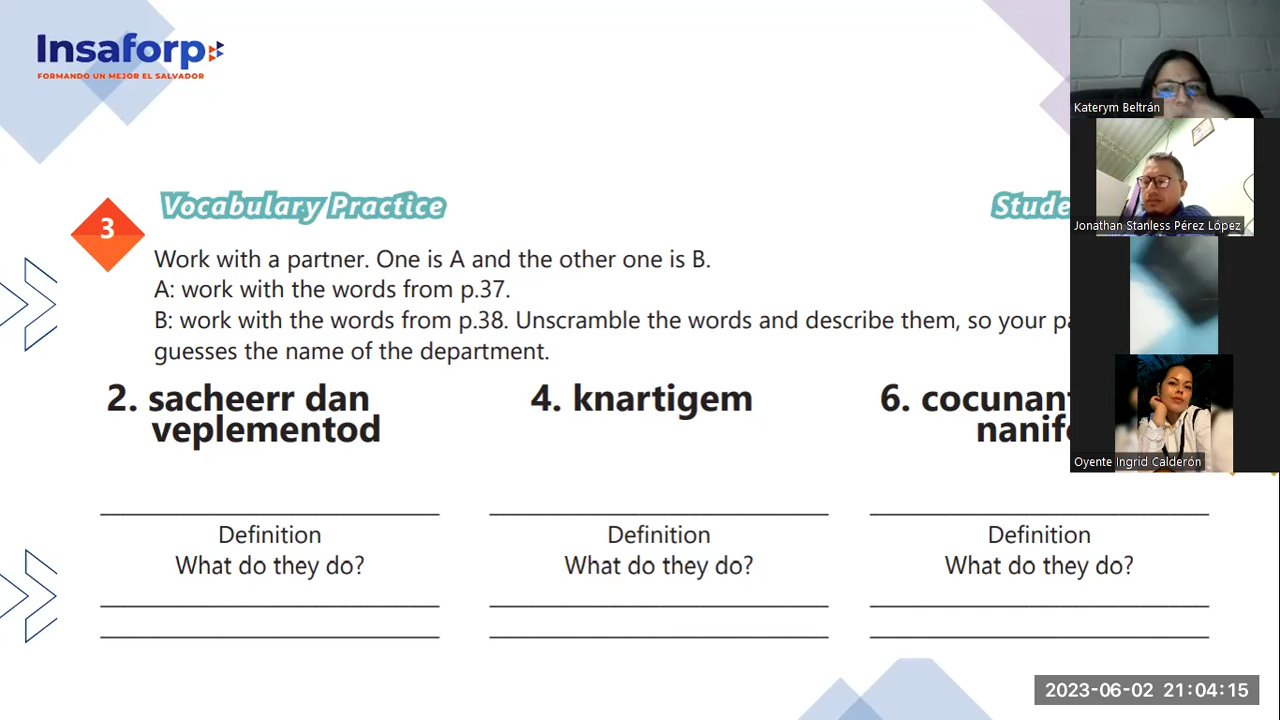 Insaforp
FORMANDO UN MEJOR EL SALVADOR
3
Vocabulary Practice
Work with a partner. One is A and the other one is B.
A: work with the words from p.37.
B: work with the words from p.38. Unscramble the words and describe them, so your
guesses the name of the department.
2. sacheerr dan
veplementod
4. knartigem
6.
Definition
What do they do?
Definition
What do they do?
Definition
What do they do?
Katerym Beltrán
Jonathan Stanless Pérez López
Oyente Ingrid Calderón
2023-06-02 21:04:15